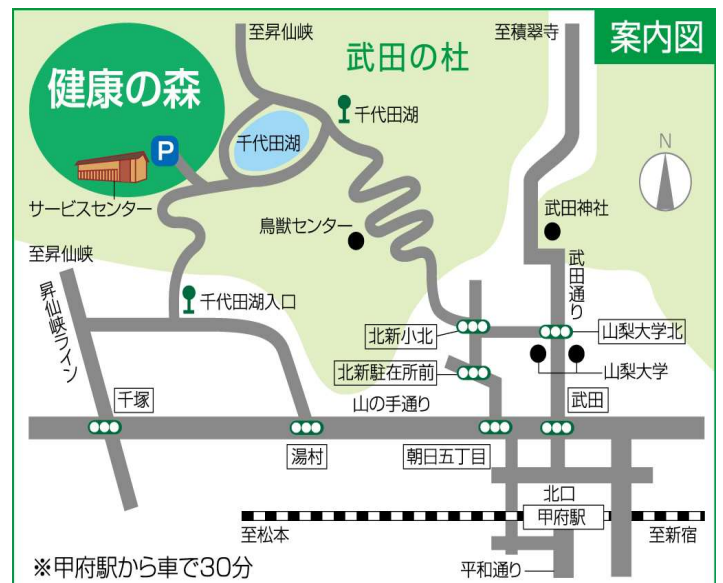 案内図
至昇仙峡
至積翠寺
武田の杜
健康の森
千代田湖
千代田湖
P
N
サービスセンター
鳥獣センター
武田神社
至昇仙峡
武田通り
昇仙峡ライン
千代田湖入口
北新小北
山梨大学北
北新駐在所前
山梨大学
千塚
山の手通り
武田
湯村
朝日五丁目
北口
甲府駅
至松本
至新宿
平和通り
※甲府駅から車で30分